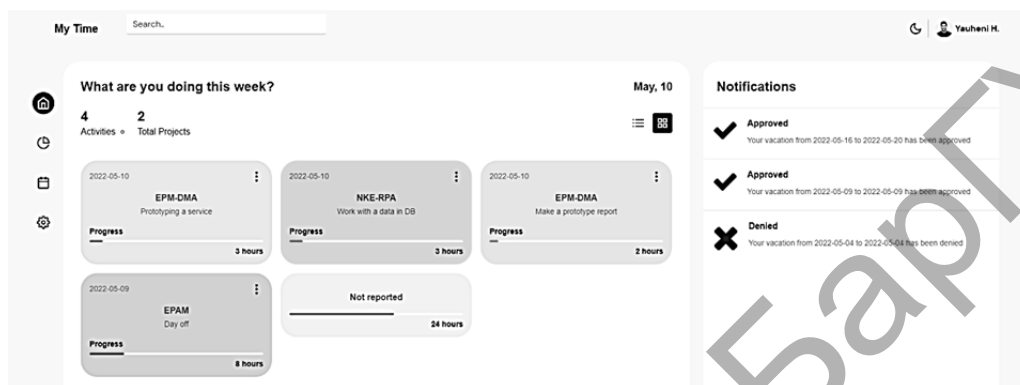 My Time
Search..
Yauheni H.
What are you doing this week?
May, 10
4
Activities
2
Total Projects
2022-05-10
EPM-DMA
Prototyping a service
Progress
3 hours
2022-05-10
NKE-RPA
Work with a data in DB
Progress
3 hours
2022-05-10
EPM-DMA
Make a prototype report
Progress
2 hours
2022-05-09
EPAM
Day off
Progress
8 hours
Not reported
24 hours
Notifications
Approved
Your vacation from 2022-05-16 to 2022-05-20 has been approved
Approved
Your vacation from 2022-05-09 to 2022-05-09 has been approved
Denied
Your vacation from 2022-05-04 to 2022-05-04 has been denied
БарГ